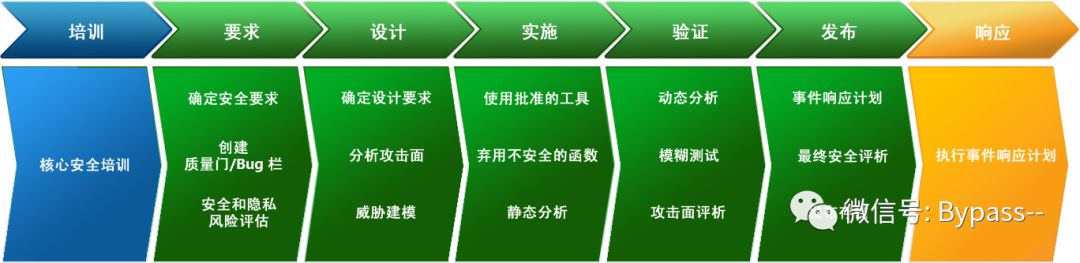 培训
要求
设计
实施
验证
发布
响应
核心安全培训
确定安全要求
创建
质量门/Bug 栏
安全和隐私
风险评估
确定设计要求
分析攻击面
威胁建模
使用批准的工具
弃用不安全的函数
静态分析
动态分析
模糊测试
攻击面评析
事件响应计划
最终安全评析
执行事件响应计划
微信号: Bypass--